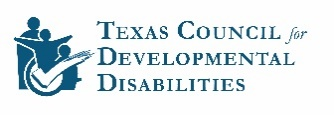 Texas Council for
Developmental
Disabilities